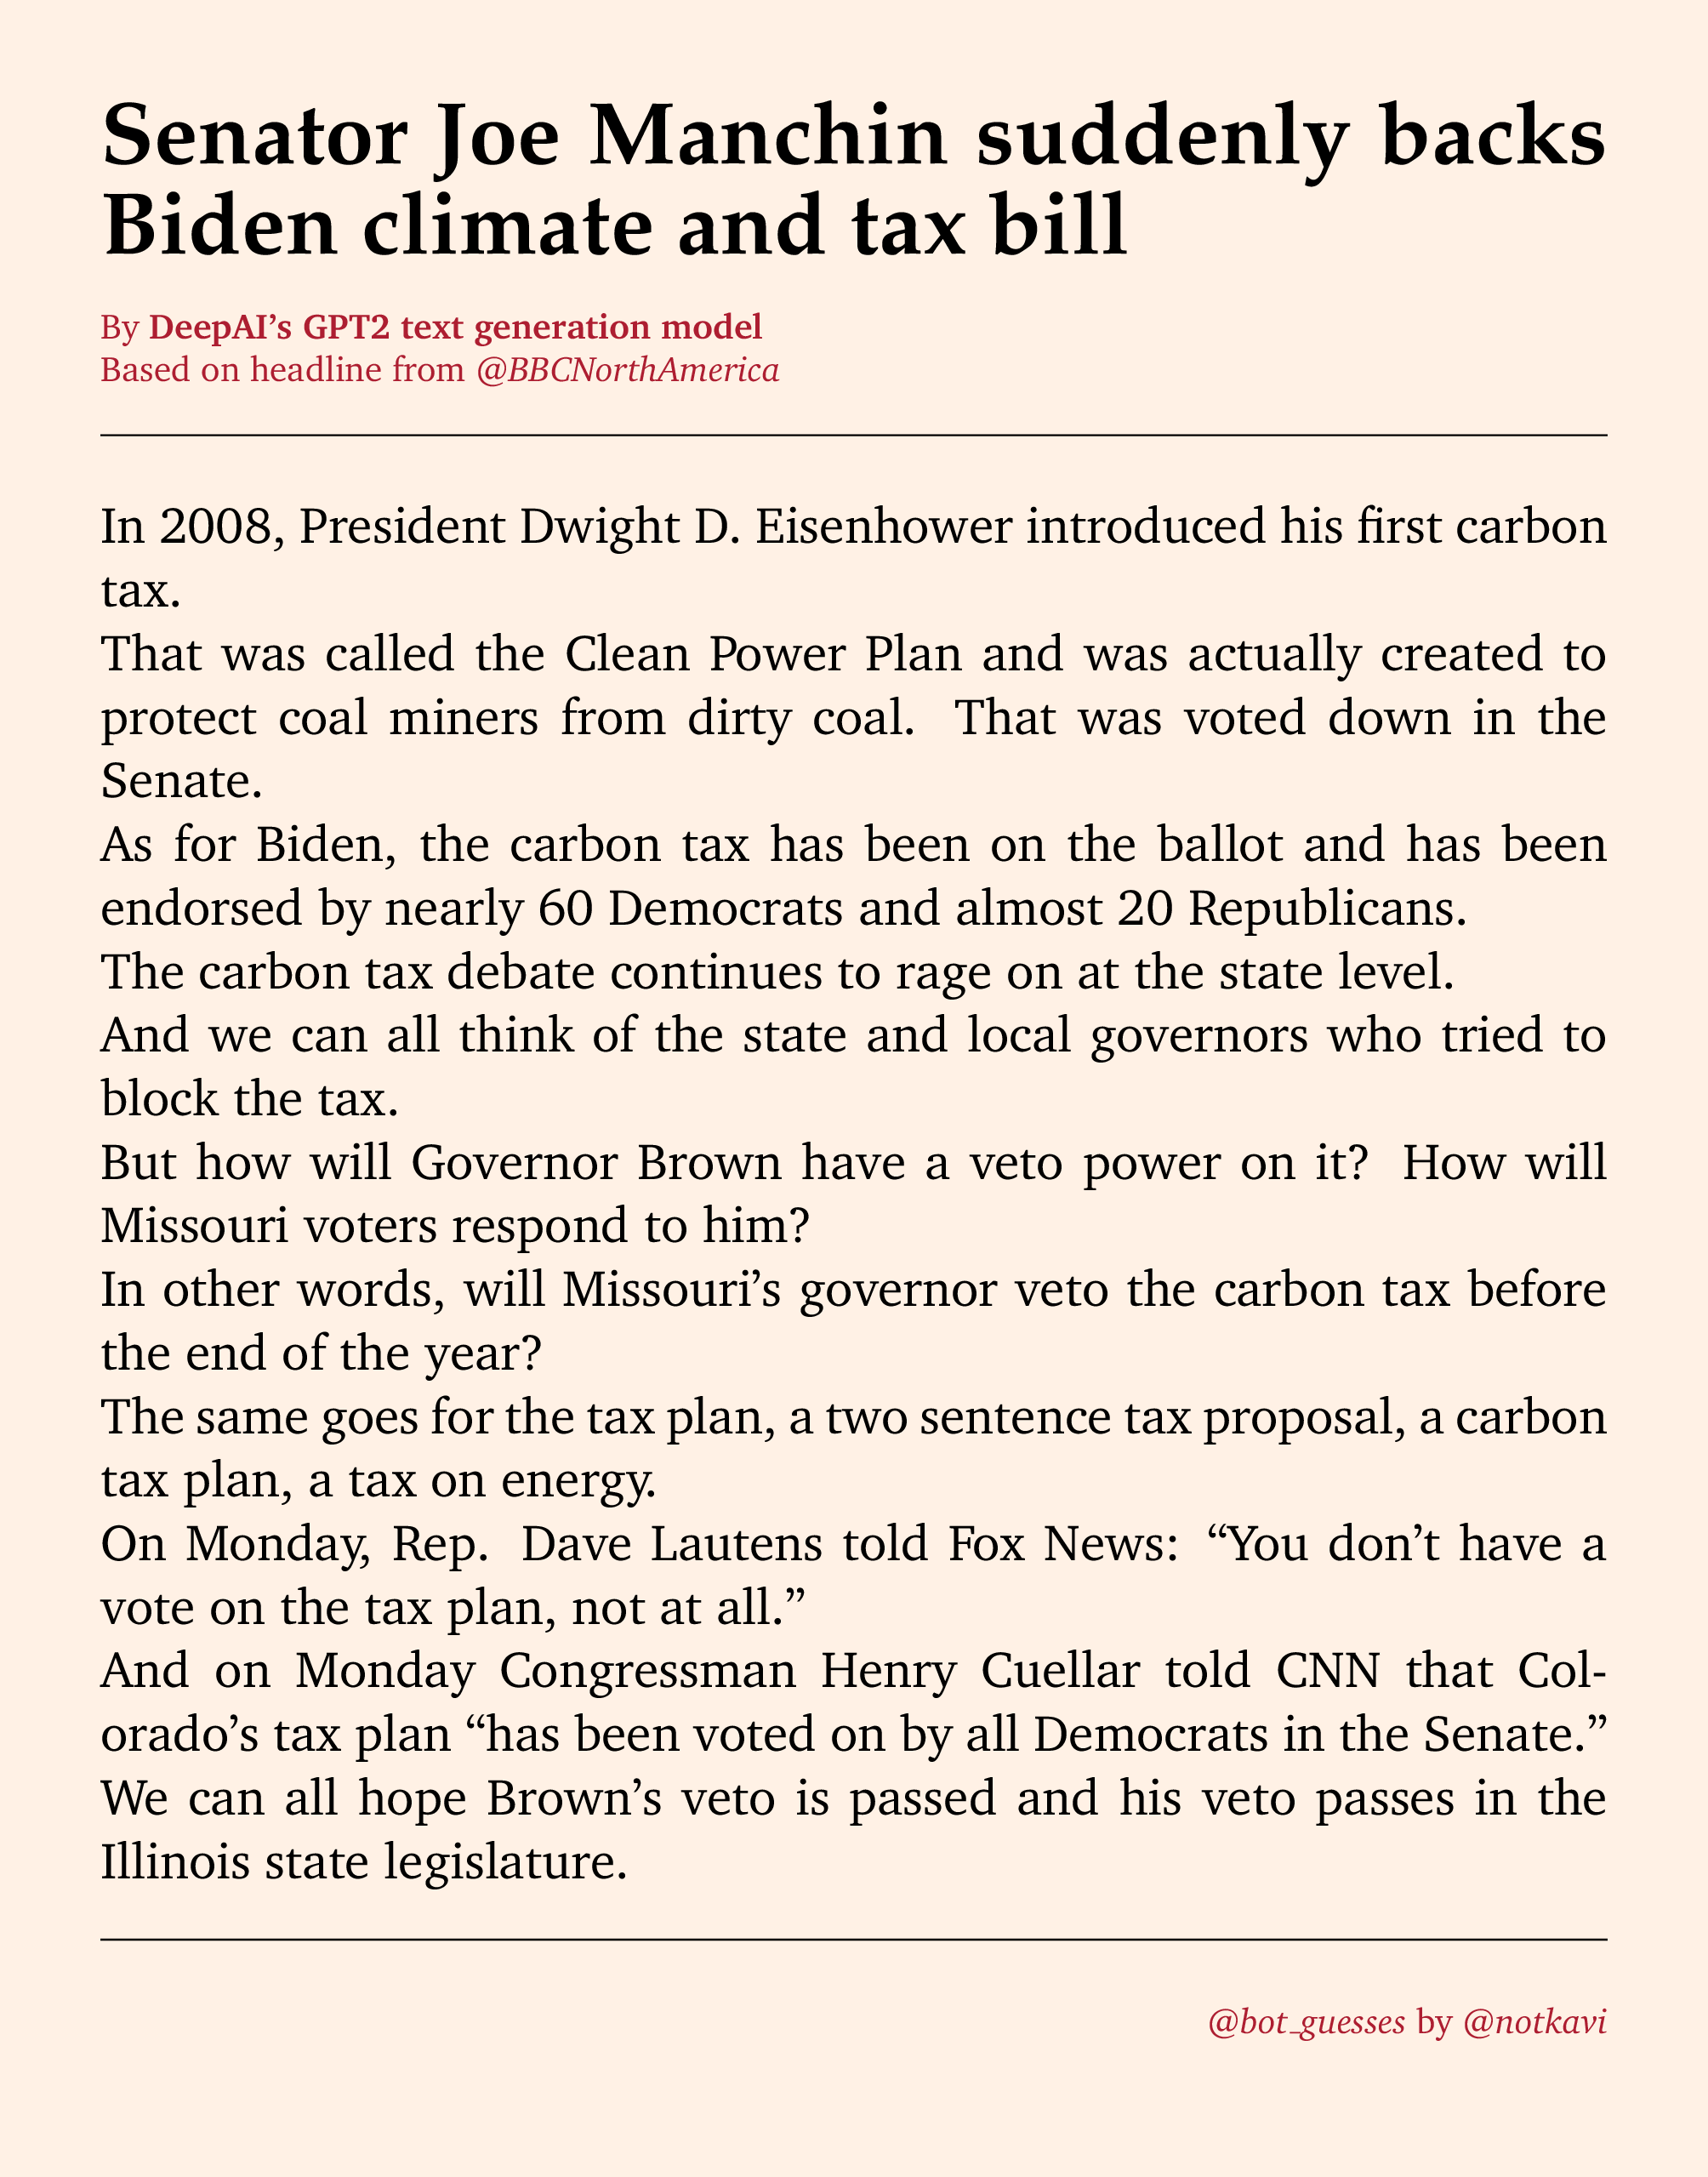 Senator Joe Manchin suddenly backs
Biden climate and tax bill
By DeepAI’s GPT2 text generation model
Based on headline from @BBCNorthAmerica
In 2008, President Dwight D. Eisenhower introduced his first carbon
tax.
That was called the Clean Power Plan and was actually created to
protect coal miners from dirty coal. That was voted down in the
Senate.
As for Biden, the carbon tax has been on the ballot and has been
endorsed by nearly 60 Democrats and almost 20 Republicans.
The carbon tax debate continues to rage on at the state level.
And we can all think of the state and local governors who tried to
block the tax.
But how will Governor Brown have a veto power on it? How will
Missouri voters respond to him?
In other words, will Missouri’s governor veto the carbon tax before
the end of the year?
The same goes for the tax plan, a two sentence tax proposal, a carbon
tax plan, a tax on energy.
On Monday, Rep. Dave Lautens told Fox News: “You don’t have a
vote on the tax plan, not at all.”
And on Monday Congressman Henry Cuellar told CNN that Col-
orado’s tax plan “has been voted on by all Democrats in the Senate.”
We can all hope Brown’s veto is passed and his veto passes in the
Illinois state legislature.
@bot_guesses by @notkavi